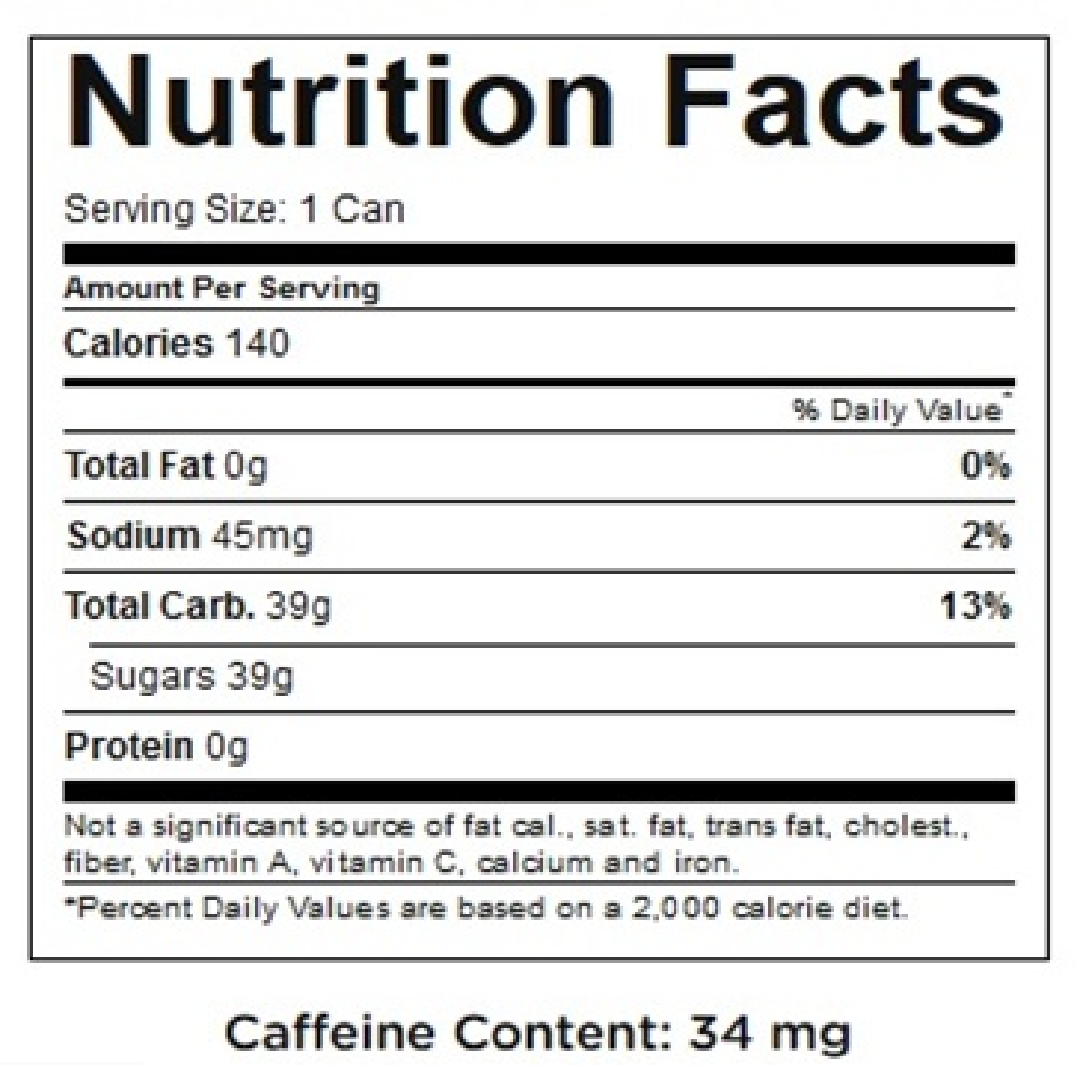 Nutrition Facts
Serving Size: 1 Can
Amount Per Serving
Calories 140
% Daily Value*
Total Fat 0g 0%
Sodium 45mg 2%
Total Carb. 39g 13%
Sugars 39g
Protein 0g
Not a significant source of fat cal., sat. fat, trans fat, cholest.,
fiber, vitamin A, vitamin C, calcium and iron.
*Percent Daily Values are based on a 2,000 calorie diet.
Caffeine Content: 34 mg